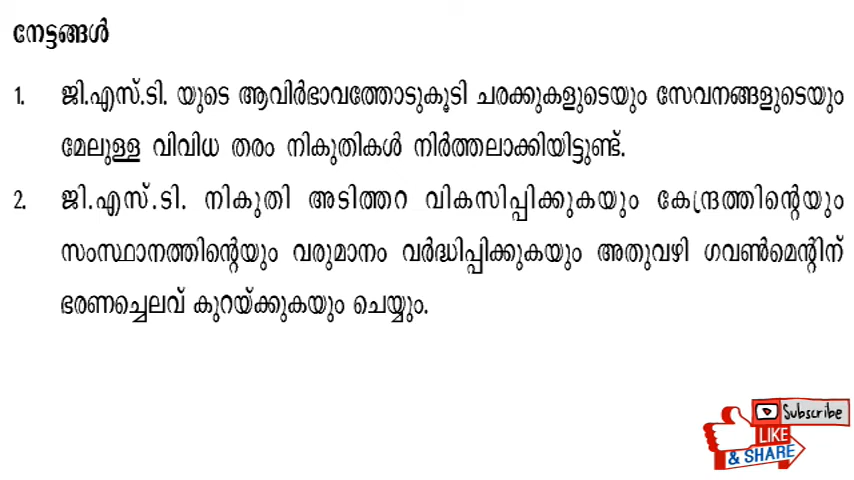 നേട്ടങ്ങൾ
1. ജി.എസ്.ടി. യുടെ ആവിർഭാവത്തോടുകൂടി ചരക്കുകളുടെയും സേവനങ്ങളുടെയും
മേലുള്ള വിവിധ തരം നികുതികൾ നിർത്തലാക്കിയിട്ടുണ്ട്.
2. ജി.എസ്.ടി. നികുതി അടിത്തറ വികസിപ്പിക്കുകയും കേന്ദ്രത്തിന്റെയും
സംസ്ഥാനത്തിന്റെയും വരുമാനം വർദ്ധിപ്പിക്കുകയും അതുവഴി ഗവൺമെന്റിന്
ഭരണച്ചെലവ് കുറയ്ക്കുകയും ചെയ്യും.
Subscribe
LIKE
& SHARE